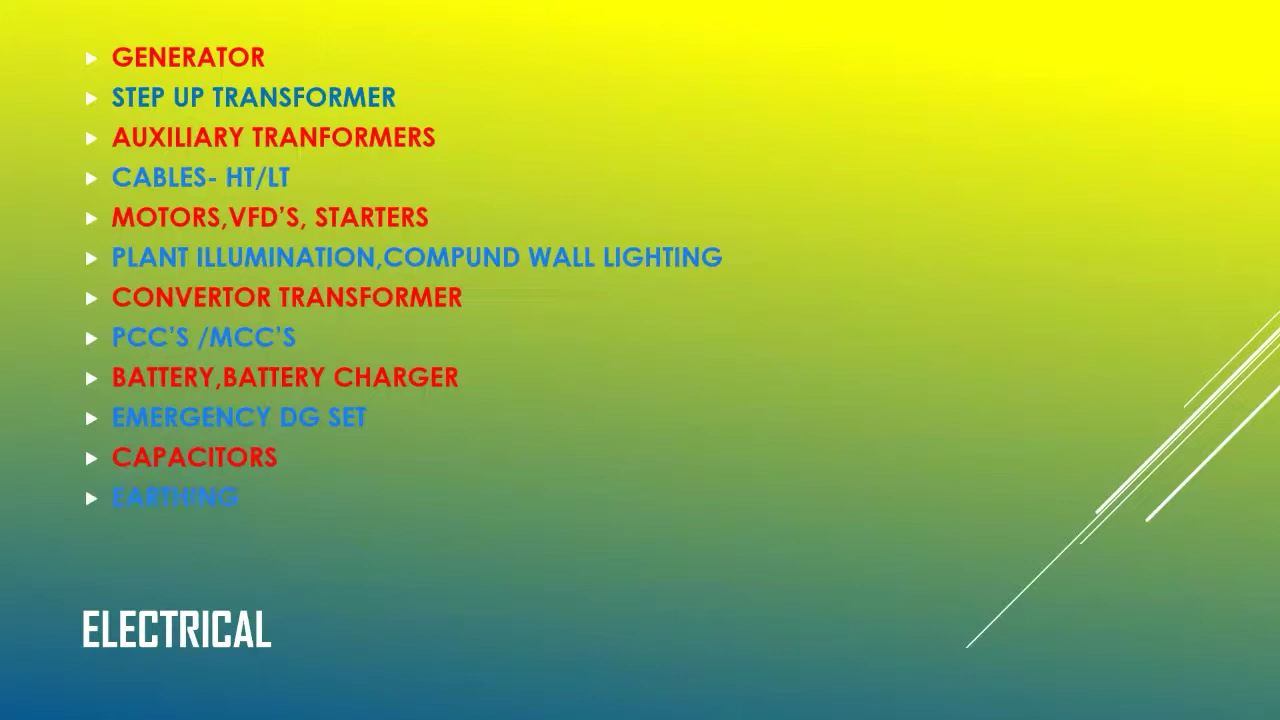 GENERATOR
STEP UP TRANSFORMER
AUXILIARY TRANFORMERS
CABLES- HT/LT
MOTORS,VFD'S, STARTERS
PLANT ILLUMINATION,COMPUND WALL LIGHTING
CONVERTOR TRANSFORMER
PCC'S /MCC'S
BATTERY,BATTERY CHARGER
EMERGENCY DG SET
CAPACITORS
EARTHING
ELECTRICAL